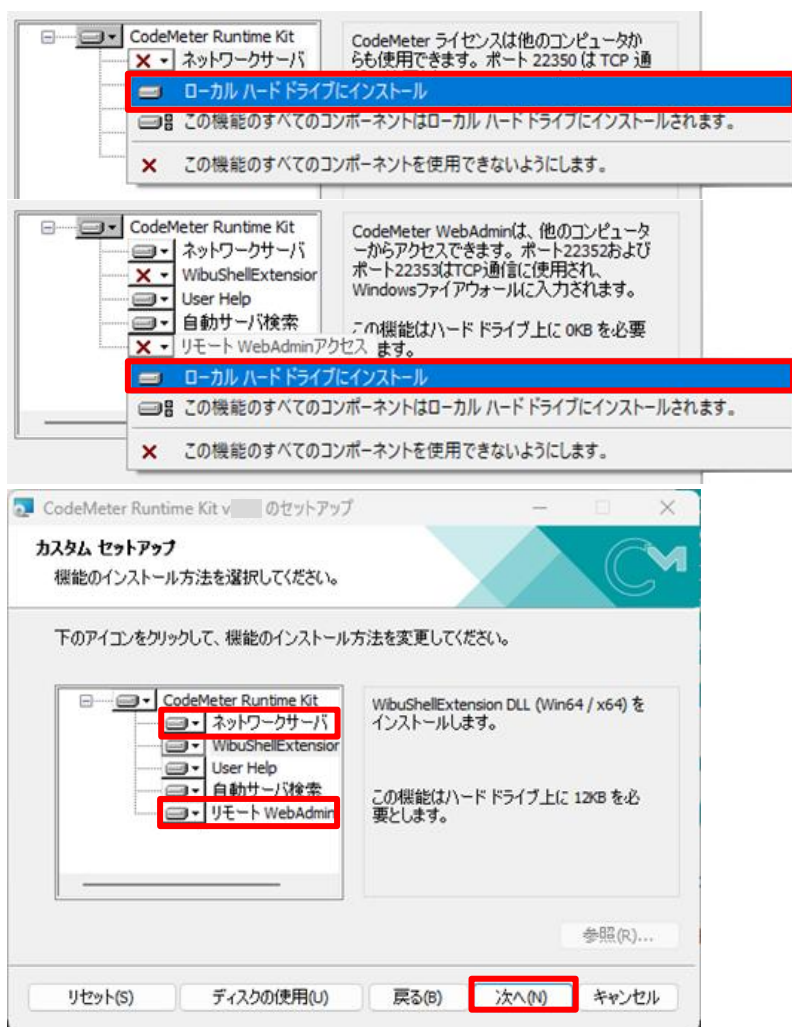 CodeMeter Runtime Kit
ネットワークサーバ
CodeMeter ライセンスは他のコンピュータか
らも使用できます。ポート 22350 は TCP 通
ローカル ハード ドライブにインストール
この機能のすべてのコンポーネントはローカル ハード ドライブにインストールされます。
この機能のすべてのコンポーネントを使用できないようにします。
CodeMeter Runtime Kit
ネットワークサーバ
WibuShellExtension
User Help
自動サーバ検索
リモート WebAdminアクセス
CodeMeter WebAdminは、他のコンピュータ
ーからアクセスできます。ポート22352および
ポート22353はTCP通信に使用され、
Windowsファイアウォールに入力されます。
この機能はハード ドライブ上に 0KB を必要
ます。
ローカル ハード ドライブにインストール
この機能のすべてのコンポーネントはローカル ハード ドライブにインストールされます。
この機能のすべてのコンポーネントを使用できないようにします。
CodeMeter Runtime Kit v のセットアップ
カスタム セットアップ
機能のインストール方法を選択してください。
下のアイコンをクリックして、機能のインストール方法を変更してください。
CodeMeter Runtime Kit
ネットワークサーバ
WibuShellExtension
User Help
自動サーバ検索
リモート WebAdmin
WibuShellExtension DLL (Win64 / x64) を
インストールします。
この機能はハード ドライブ上に 12KB を必
要とします。
参照(R)...
リセット(S)
ディスクの使用(U)
戻る(B)
次へ(N)
キャンセル